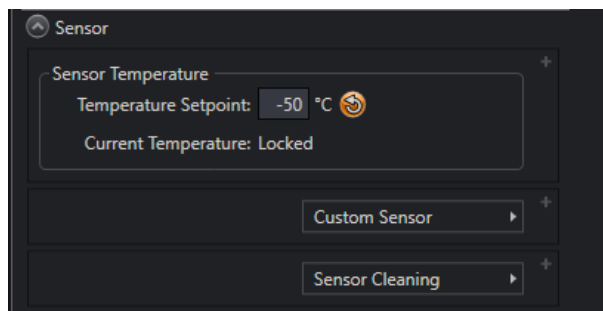 Sensor
Sensor Temperature
Temperature Setpoint: -50 °C
Current Temperature: Locked
Custom Sensor
Sensor Cleaning